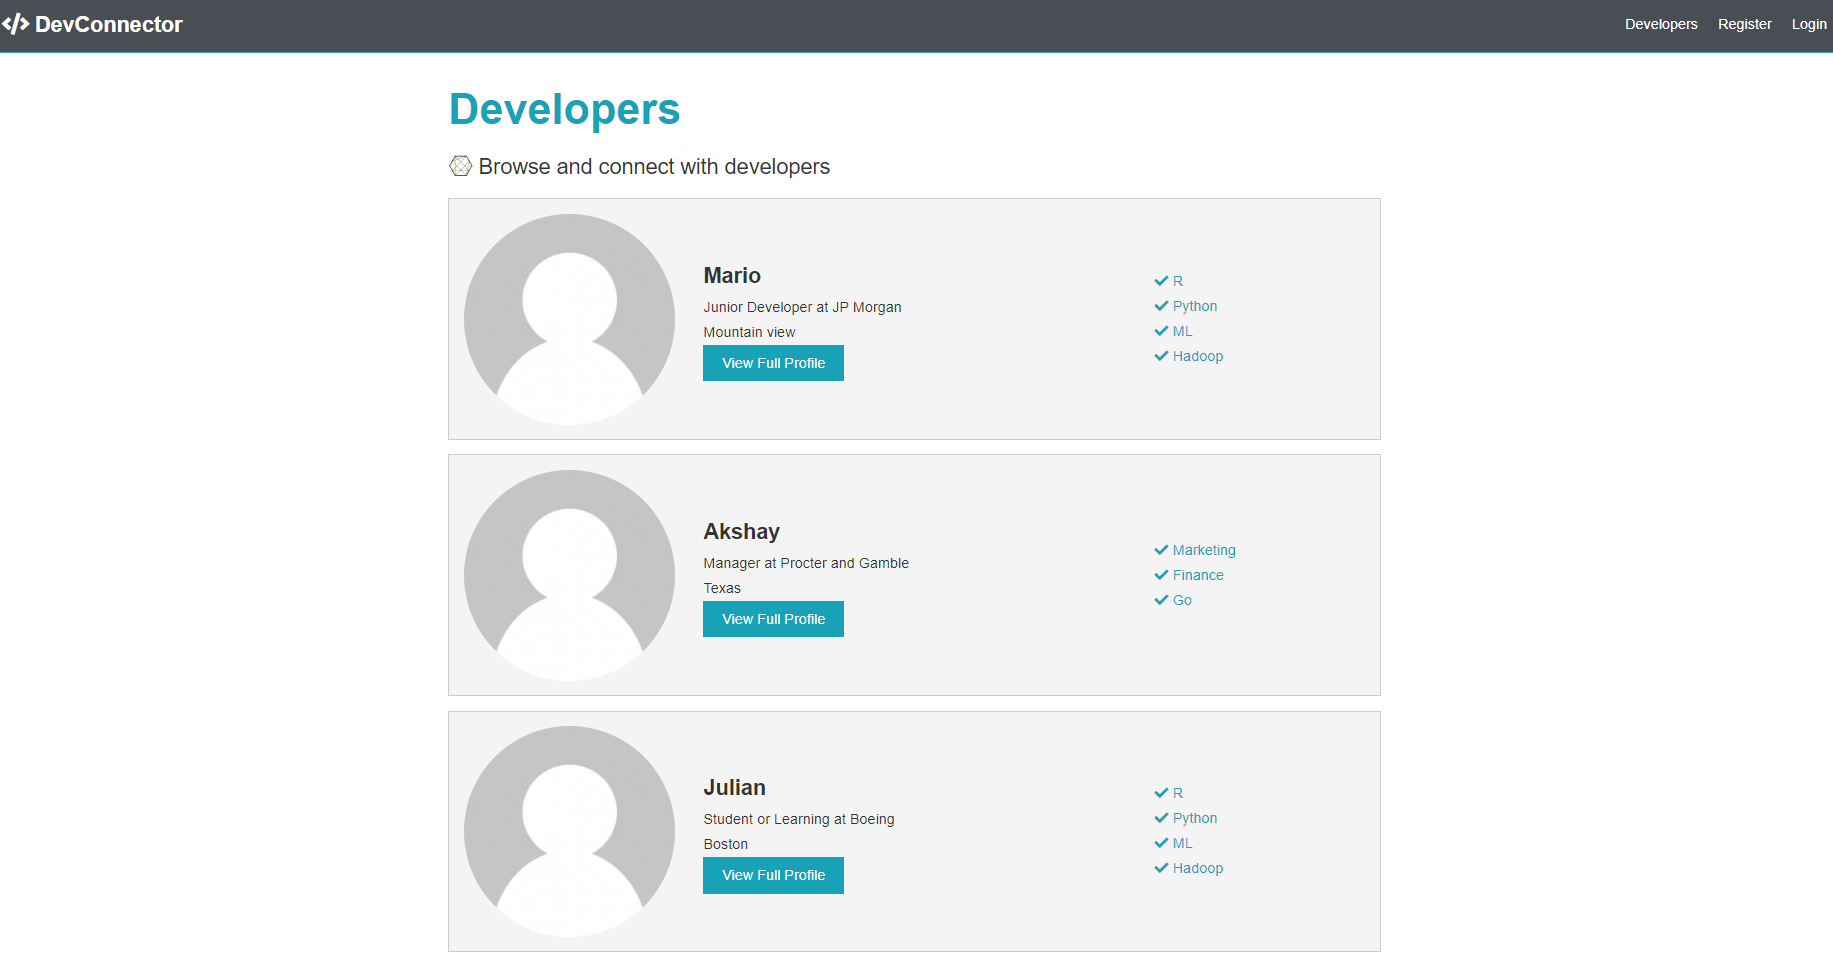 DevConnector
Developers Register Login
Developers
Browse and connect with developers
Mario
Junior Developer at JP Morgan
Mountain view
View Full Profile
R
Python
ML
Hadoop
Akshay
Manager at Procter and Gamble
Texas
View Full Profile
Marketing
Finance
Go
Julian
Student or Learning at Boeing
Boston
View Full Profile
R
Python
ML
Hadoop